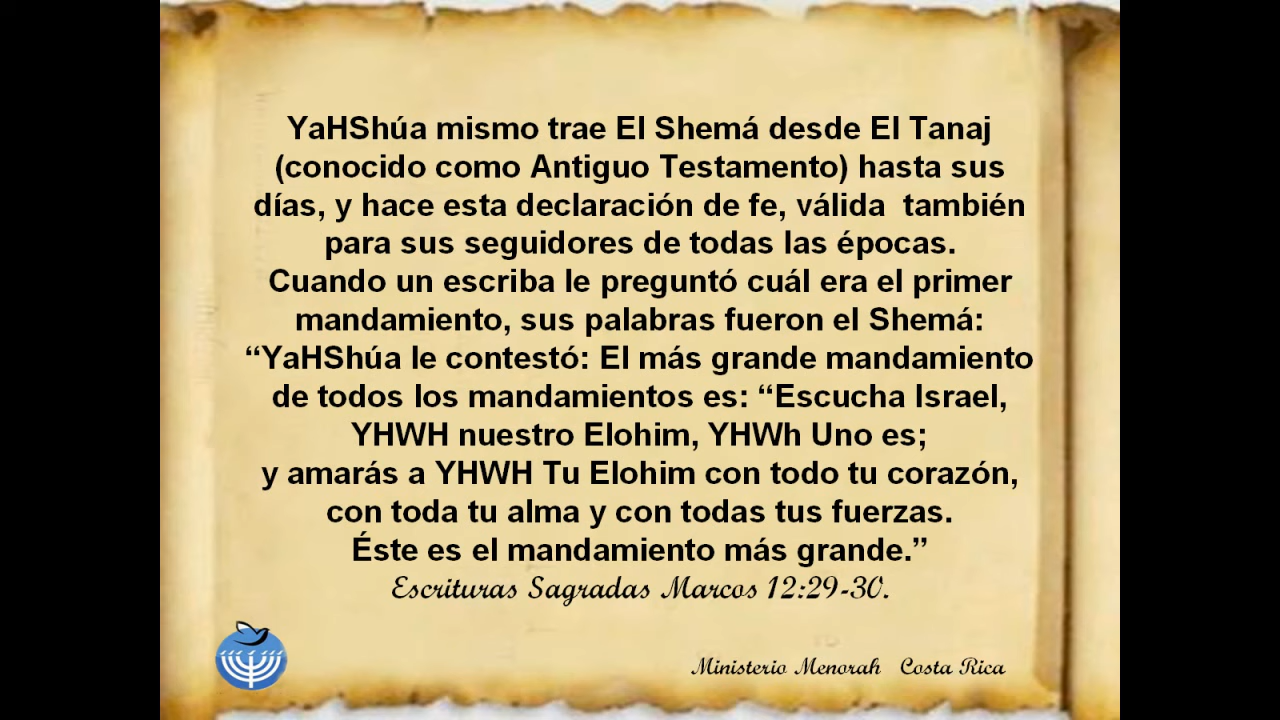 YaHShúa mismo trae El Shemá desde El Tanaj
(conocido como Antiguo Testamento) hasta sus
días, y hace esta declaración de fe, válida  también
para sus seguidores de todas las épocas.
Cuando un escriba le preguntó cuál era el primer
mandamiento, sus palabras fueron el Shemá:
“YaHShúa le contestó: El más grande mandamiento
de todos los mandamientos es: “Escucha Israel,
YHWH nuestro Elohim, YHWh Uno es;
y amarás a YHWH Tu Elohim con todo tu corazón,
con toda tu alma y con todas tus fuerzas.
Éste es el mandamiento más grande.”
Escrituras Sagradas Marcos 12:29-30.
Ministerio Menorah   Costa Rica